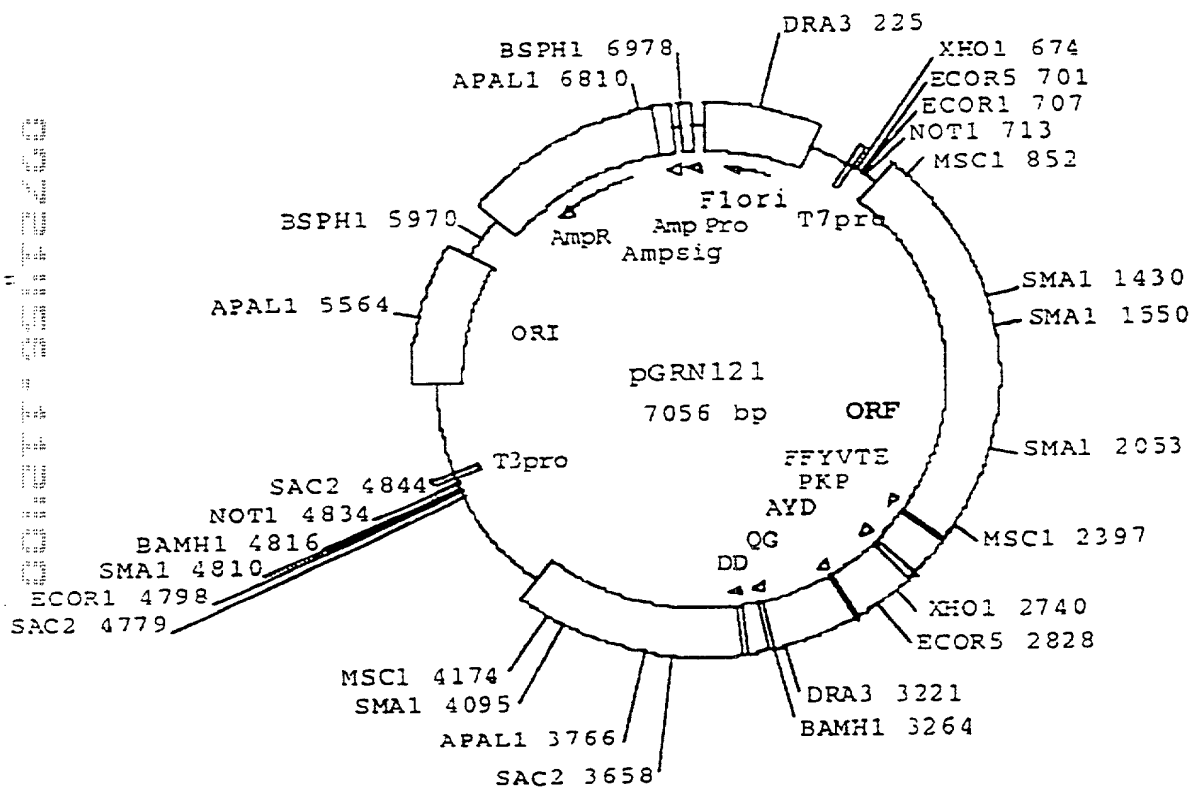 DRA3 225
BSPH1 6978
XHO1 674
APAL1 6810
ECOR5 701
ECOR1 707
NOT1 713
MSC1 852
F1ori
T7pro
BSPH1 5970
AmpR
Amp Pro
Ampsig
APAL1 5564
SMA1 1430
SMA1 1550
ORI
pGRN121
7056 bp
ORF
SMA1 2053
FFYVTE
PKP
AYD
QG
DD
T3pro
SAC2 4844
NOT1 4834
BAMH1 4816
SMA1 4810
ECOR1 4798
SAC2 4779
MSC1 2397
XHO1 2740
ECOR5 2828
MSC1 4174
SMA1 4095
DRA3 3221
BAMH1 3264
APAL1 3766
SAC2 3658